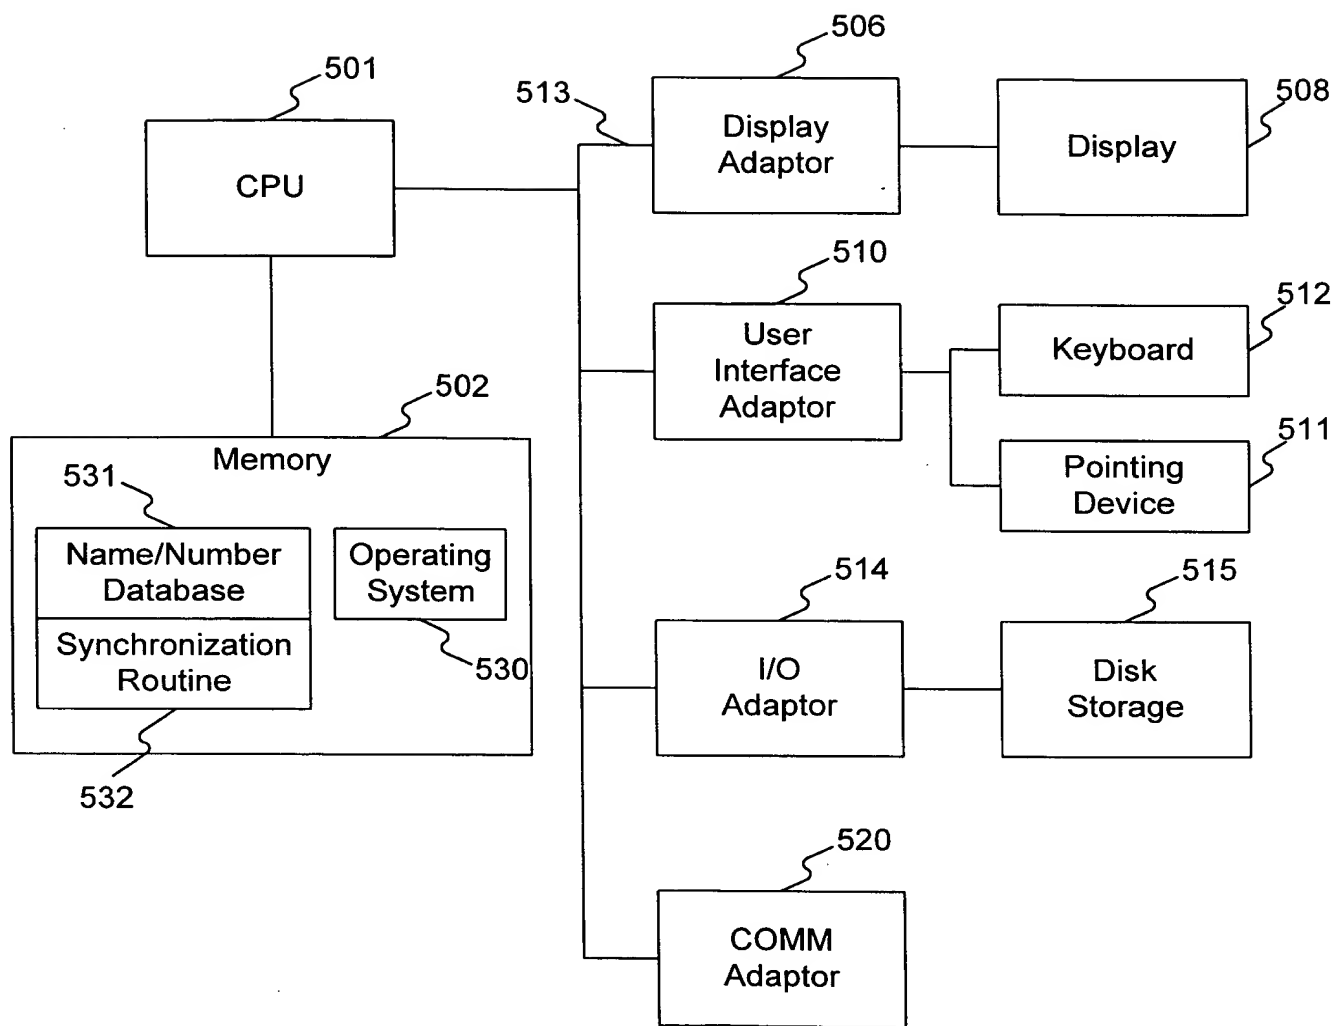 506
501
513
508
Display
Adaptor
Display
CPU
510
512
User
Interface
Adaptor
Keyboard
502
511
Memory
Pointing
Device
531
Name/Number
Database
Operating
System
514
515
Synchronization
Routine
530
I/O
Adaptor
Disk
Storage
532
520
COMM
Adaptor